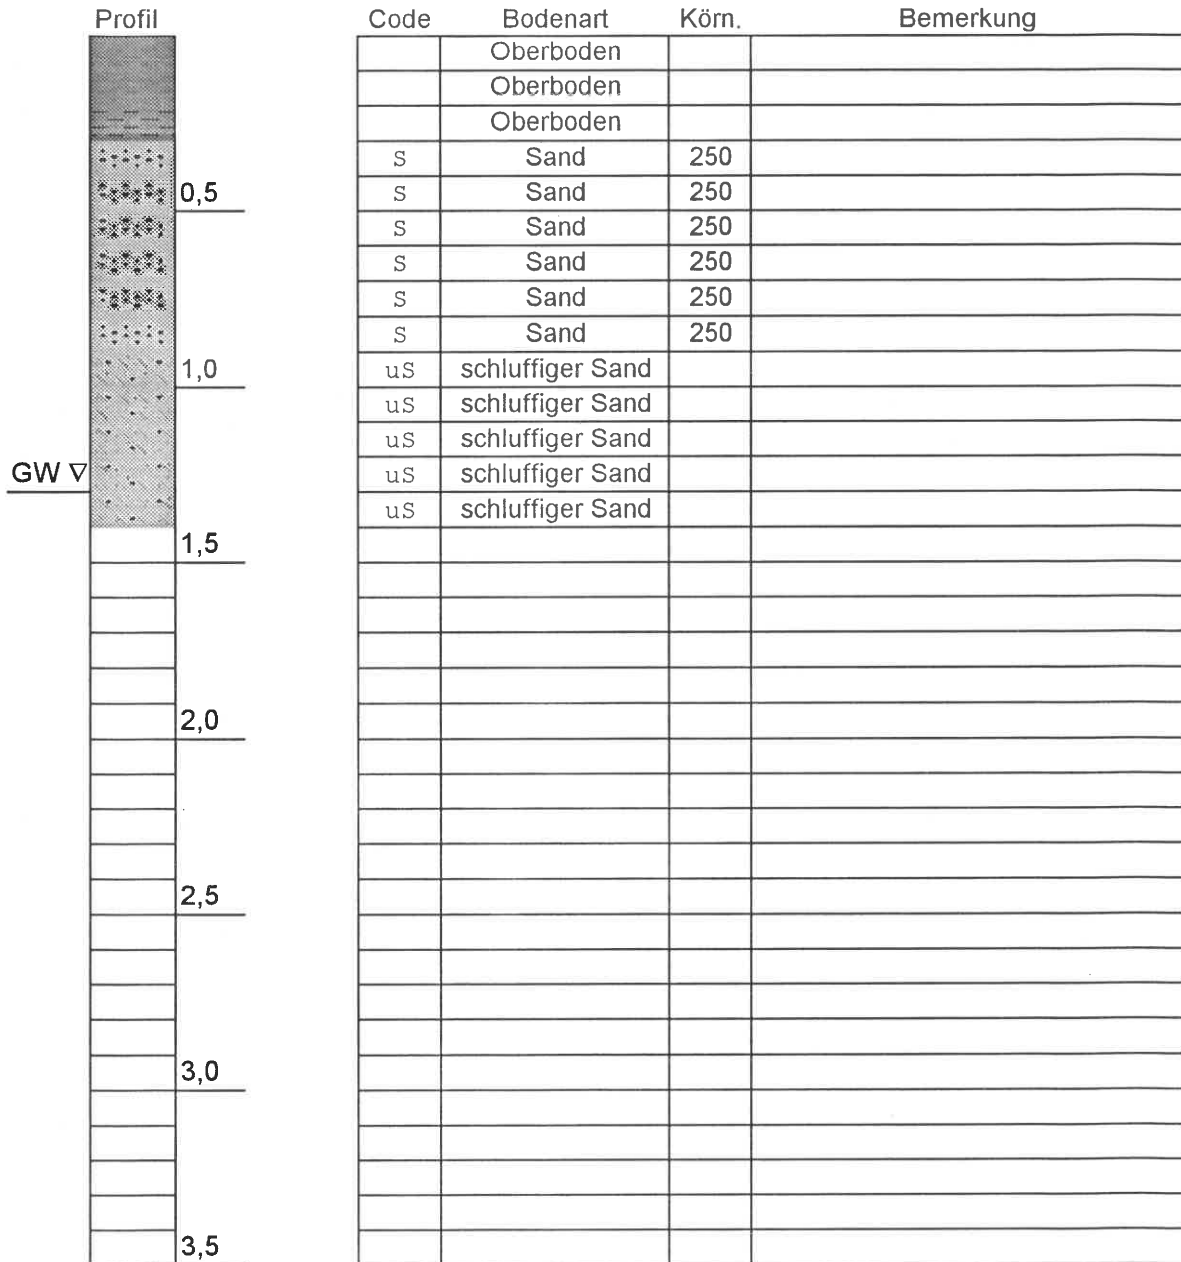 Profil Code Bodenart Körn. Bemerkung
Oberboden
Oberboden
Oberboden
S Sand 250
0,5 S Sand 250
S Sand 250
S Sand 250
S Sand 250
S Sand 250
1,0 uS schluffiger Sand
uS schluffiger Sand
uS schluffiger Sand
GW ∇ uS schluffiger Sand
uS schluffiger Sand
1,5
2,0
2,5
3,0
3,5